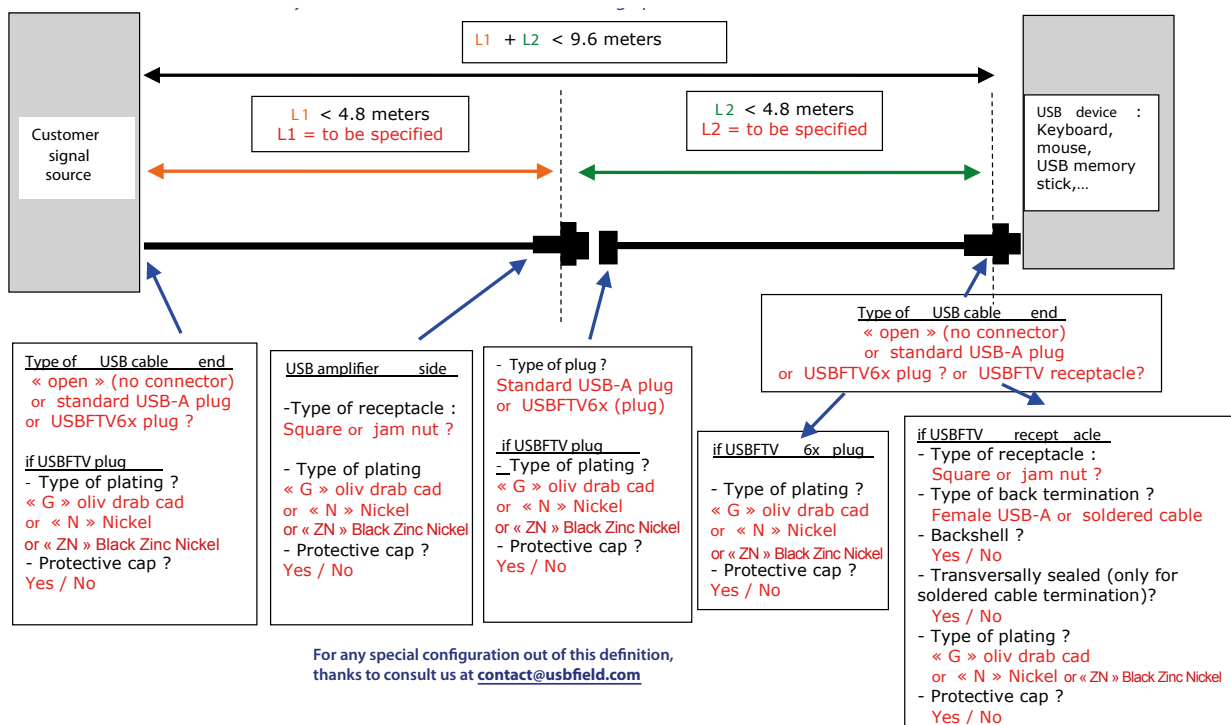 L1 + L2 < 9.6 meters
L1 < 4.8 meters
L1 = to be specified
L2 < 4.8 meters
L2 = to be specified
Customer
signal
source
USB device :
Keyboard,
mouse,
USB memory
stick,...
Type of USB cable end
« open » (no connector)
or standard USB-A plug
or USBFTV6x plug ?
if USBFTV plug
- Type of plating ?
« G » oliv drab cad
or « N » Nickel
or « ZN » Black Zinc Nickel
- Protective cap ?
Yes / No
USB amplifier side
-Type of receptacle :
Square or jam nut ?
- Type of plating
« G » oliv drab cad
or « N » Nickel
or « ZN » Black Zinc Nickel
- Protective cap ?
Yes / No
- Type of plug ?
Standard USB-A plug
or USBFTV6x (plug)
if USBFTV plug
- Type of plating ?
« G » oliv drab cad
or « N » Nickel
or « ZN » Black Zinc Nickel
- Protective cap ?
Yes / No
Type of USB cable end
« open » (no connector)
or standard USB-A plug
or USBFTV6x plug ? or USBFTV receptacle?
if USBFTV 6x plug
- Type of plating ?
« G » oliv drab cad
or « N » Nickel
or « ZN » Black Zinc Nickel
- Protective cap ?
Yes / No
if USBFTV recept acle
- Type of receptacle :
Square or jam nut ?
- Type of back termination ?
Female USB-A or soldered cable
- Backshell ?
Yes / No
- Transversally sealed (only for
soldered cable termination)?
Yes / No
- Type of plating ?
« G » oliv drab cad
or « N » Nickel or « ZN » Black Zinc Nickel
- Protective cap ?
Yes / No
For any special configuration out of this definition,
thanks to consult us at contact@usbfield.com